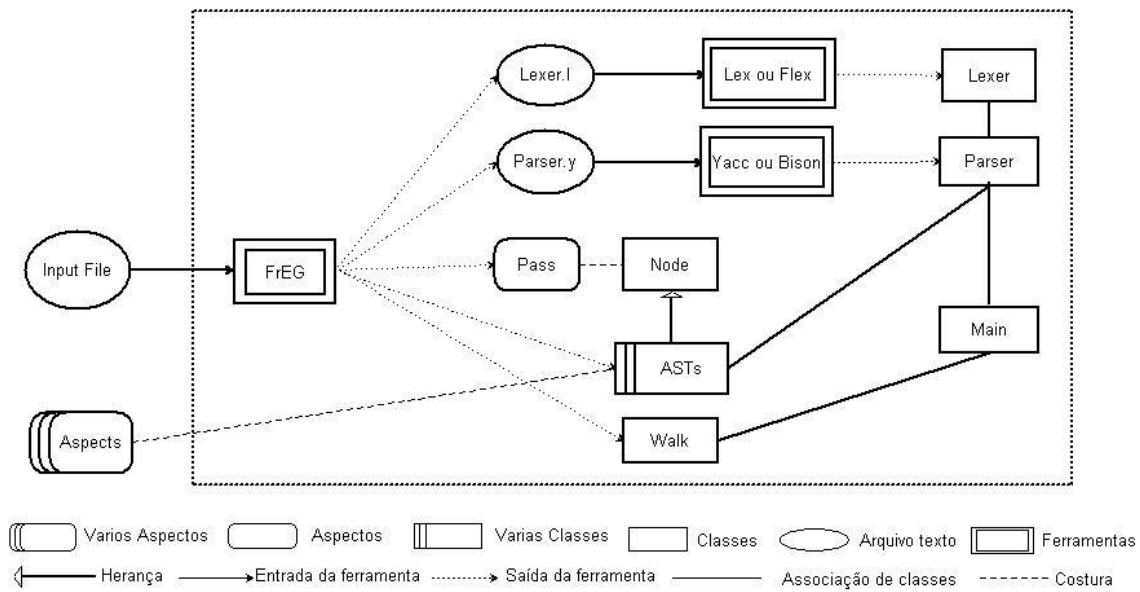 Lexer.l
Lex ou Flex
Lexer
Parser.y
Yacc ou Bison
Parser
Input File
FrEG
Pass
Node
Main
ASTs
Aspects
Walk
Varios Aspectos
Aspectos
Varias Classes
Classes
Arquivo texto
Ferramentas
Herança
Entrada da ferramenta
Saída da ferramenta
Associação de classes
Costura